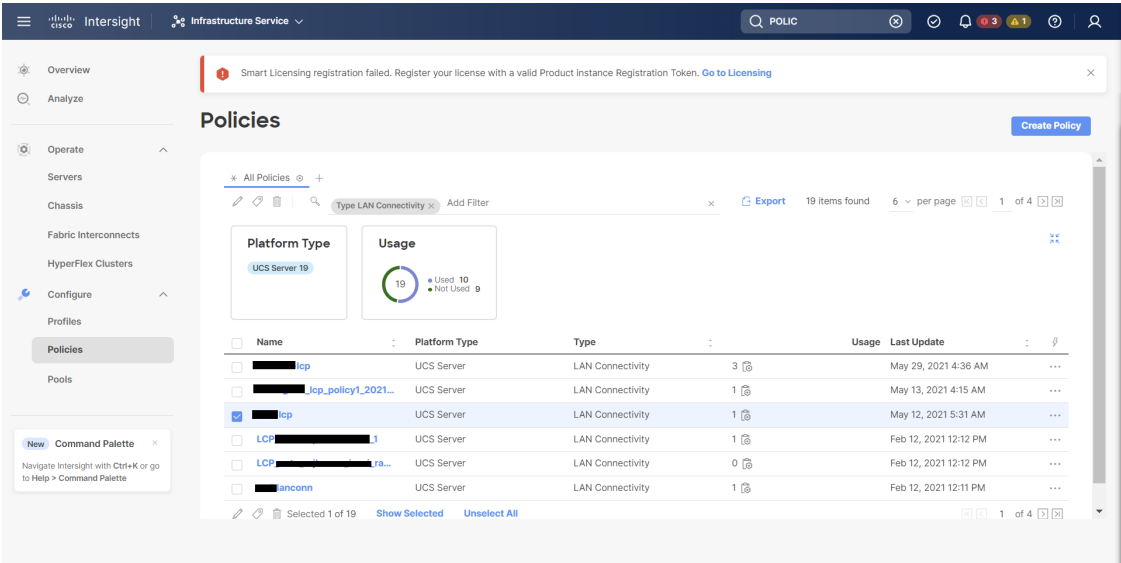 CISCO Intersight Infrastructure Service POLIC 3 1
Overview
Analyze
Operate
Servers
Chassis
Fabric Interconnects
HyperFlex Clusters
Configure
Profiles
Policies
Pools
New Command Palette
Navigate Intersight with Ctrl+K or go
to Help > Command Palette
Smart Licensing registration failed. Register your license with a valid Product instance Registration Token. Go to Licensing
Policies Create Policy
All Policies
Type LAN Connectivity Add Filter Export 19 items found 6 per page 1 of 4
Platform Type
UCS Server 19
Usage
19
Used 10
Not Used 9
Name Platform Type Type Usage Last Update
lcp UCS Server LAN Connectivity 3 May 29, 2021 4:36 AM
_lcp_policy1_2021... UCS Server LAN Connectivity 1 May 13, 2021 4:15 AM
lcp UCS Server LAN Connectivity 1 May 12, 2021 5:31 AM
LCP _1 UCS Server LAN Connectivity 1 Feb 12, 2021 12:12 PM
LCP _ra... UCS Server LAN Connectivity 0 Feb 12, 2021 12:12 PM
lanconn UCS Server LAN Connectivity 1 Feb 12, 2021 12:11 PM
Selected 1 of 19 Show Selected Unselect All 1 of 4